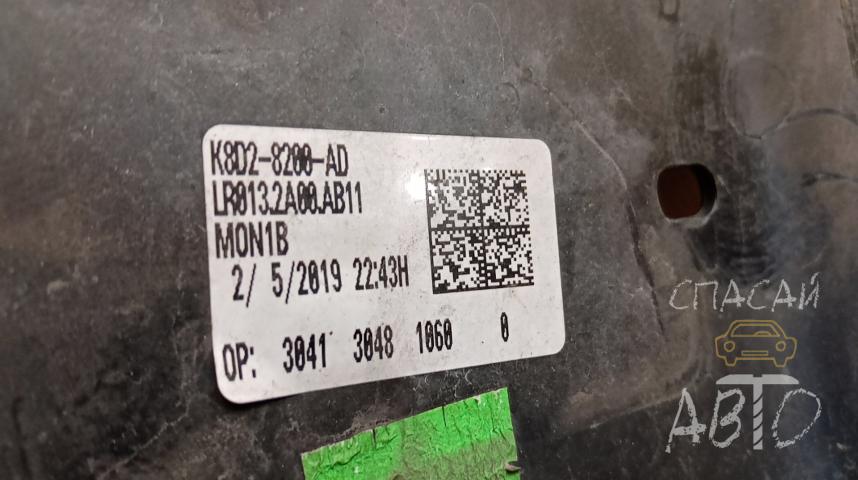 K8D2-8200-AD
LR013.2A00.AB11
MON1B
2/ 5/2019 22:43H
OP: 3041 3048 1060 0
СПАСАЙ
АВТО